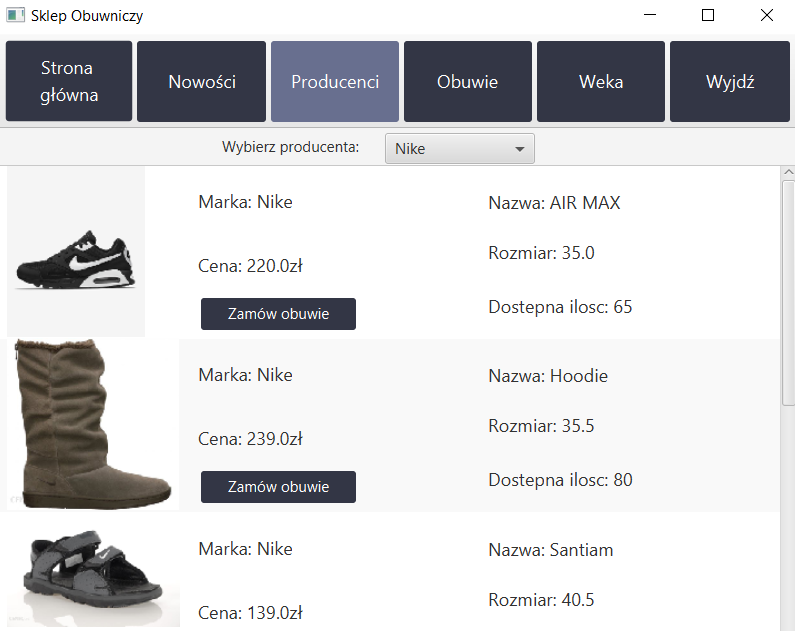 Sklep Obuwniczy
Strona
główna
Nowości
Producenci
Obuwie
Weka
Wyjdź
Wybierz producenta:
Nike
Marka: Nike
Nazwa: AIR MAX
Rozmiar: 35.0
Cena: 220.0zł
Dostepna ilosc: 65
Zamów obuwie
Marka: Nike
Nazwa: Hoodie
Rozmiar: 35.5
Cena: 239.0zł
Dostepna ilosc: 80
Zamów obuwie
Marka: Nike
Nazwa: Santiam
Rozmiar: 40.5
Cena: 139.0zł